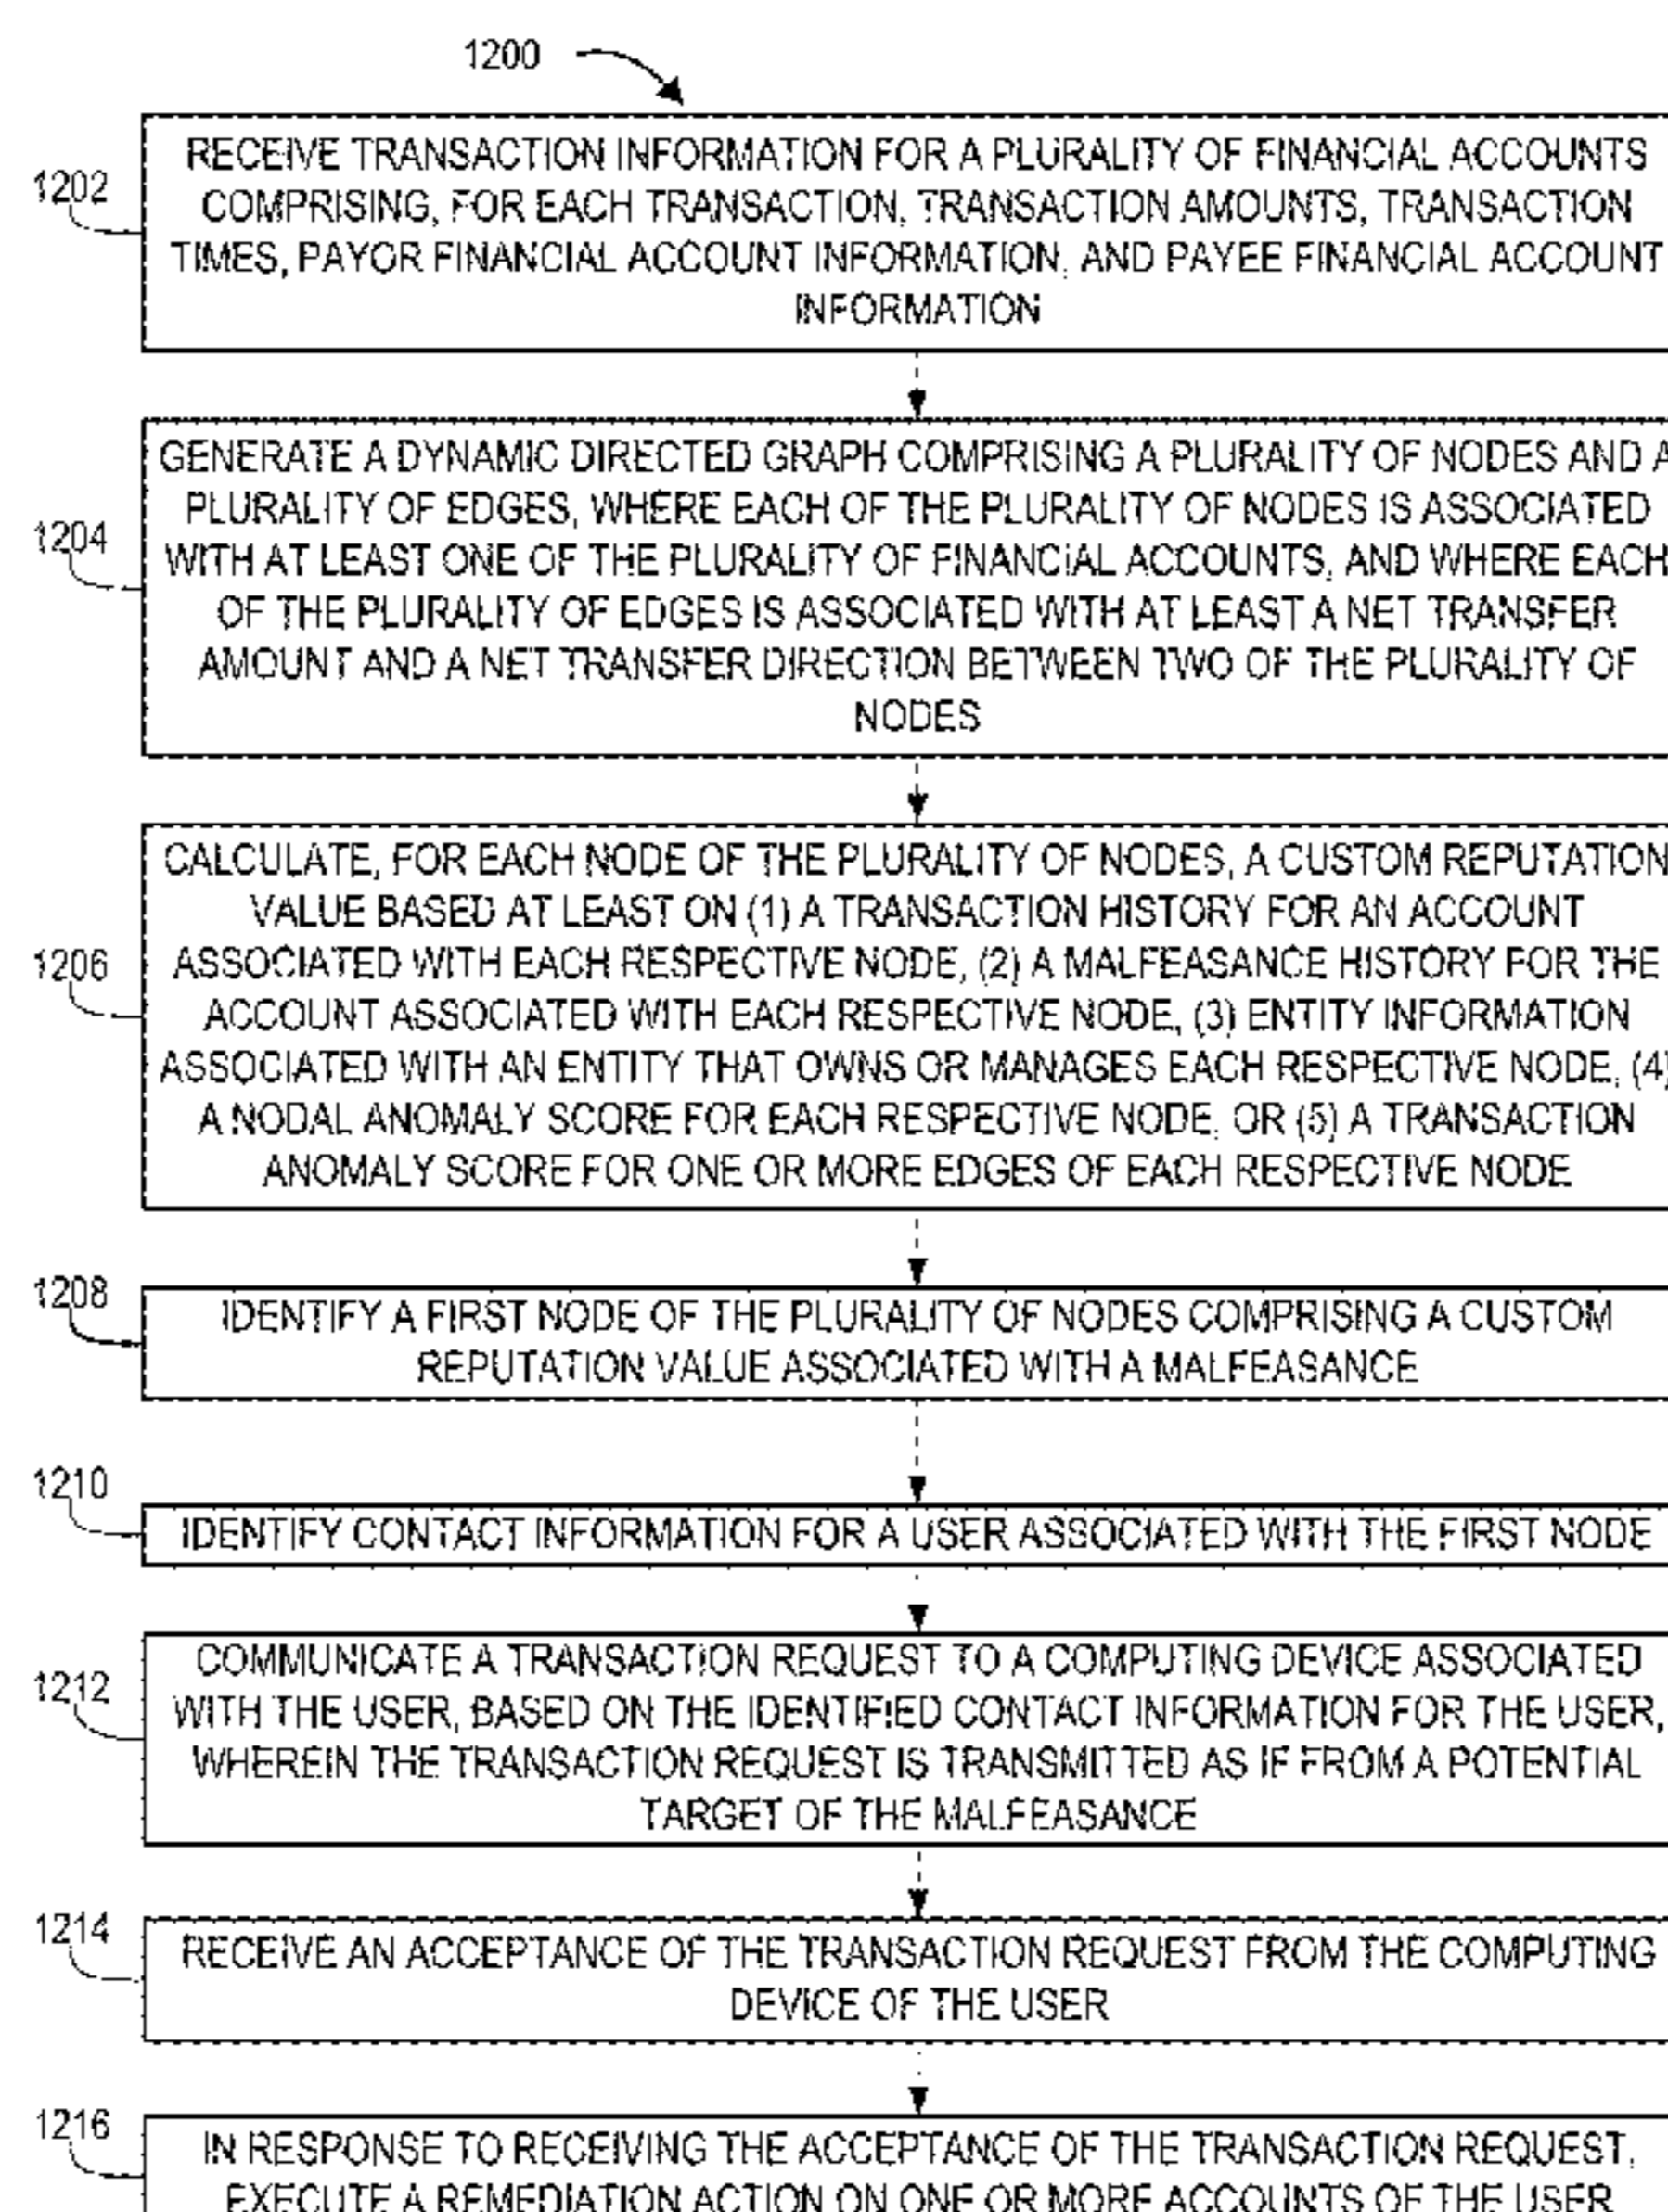 1200
1202
RECEIVE TRANSACTION INFORMATION FOR A PLURALITY OF FINANCIAL ACCOUNTS
COMPRISING, FOR EACH TRANSACTION, TRANSACTION AMOUNTS, TRANSACTION
TIMES, PAYOR FINANCIAL ACCOUNT INFORMATION, AND PAYEE FINANCIAL ACCOUNT
INFORMATION
1204
GENERATE A DYNAMIC DIRECTED GRAPH COMPRISING A PLURALITY OF NODES AND A
PLURALITY OF EDGES, WHERE EACH OF THE PLURALITY OF NODES IS ASSOCIATED
WITH AT LEAST ONE OF THE PLURALITY OF FINANCIAL ACCOUNTS, AND WHERE EACH
OF THE PLURALITY OF EDGES IS ASSOCIATED WITH AT LEAST A NET TRANSFER
AMOUNT AND A NET TRANSFER DIRECTION BETWEEN TWO OF THE PLURALITY OF
NODES
1206
CALCULATE, FOR EACH NODE OF THE PLURALITY OF NODES, A CUSTOM REPUTATION
VALUE BASED AT LEAST ON (1) A TRANSACTION HISTORY FOR AN ACCOUNT
ASSOCIATED WITH EACH RESPECTIVE NODE, (2) A MALFEASANCE HISTORY FOR THE
ACCOUNT ASSOCIATED WITH EACH RESPECTIVE NODE, (3) ENTITY INFORMATION
ASSOCIATED WITH AN ENTITY THAT OWNS OR MANAGES EACH RESPECTIVE NODE, (4)
A NODAL ANOMALY SCORE FOR EACH RESPECTIVE NODE, OR (5) A TRANSACTION
ANOMALY SCORE FOR ONE OR MORE EDGES OF EACH RESPECTIVE NODE
1208
IDENTIFY A FIRST NODE OF THE PLURALITY OF NODES COMPRISING A CUSTOM
REPUTATION VALUE ASSOCIATED WITH A MALFEASANCE
1210
IDENTIFY CONTACT INFORMATION FOR A USER ASSOCIATED WITH THE FIRST NODE
1212
COMMUNICATE A TRANSACTION REQUEST TO A COMPUTING DEVICE ASSOCIATED
WITH THE USER, BASED ON THE IDENTIFIED CONTACT INFORMATION FOR THE USER,
WHEREIN THE TRANSACTION REQUEST IS TRANSMITTED AS IF FROM A POTENTIAL
TARGET OF THE MALFEASANCE
1214
RECEIVE AN ACCEPTANCE OF THE TRANSACTION REQUEST FROM THE COMPUTING
DEVICE OF THE USER
1216
IN RESPONSE TO RECEIVING THE ACCEPTANCE OF THE TRANSACTION REQUEST,
EXECUTE A REMEDIATION ACTION ON ONE OR MORE ACCOUNTS OF THE USER